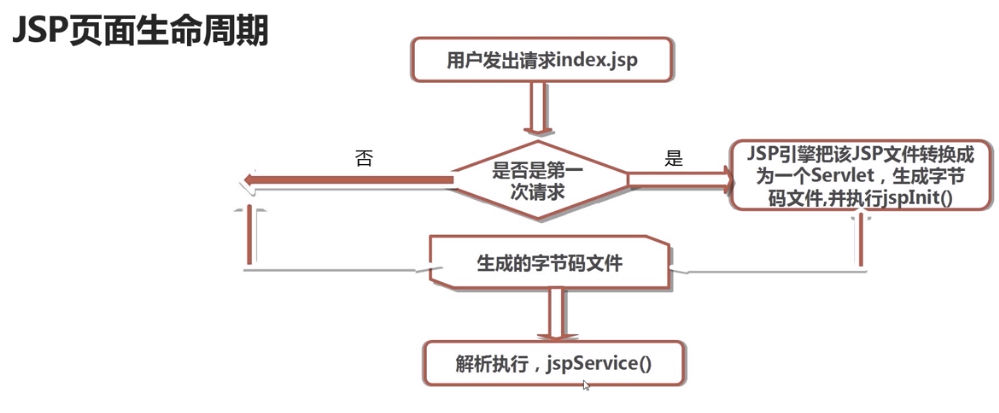 JSP页面生命周期
用户发出请求index.jsp
否
是否是第一
次请求
是
JSP引擎把该JSP文件转换成
为一个Servlet，生成字节
码文件,并执行jspInit()
生成的字节码文件
解析执行，jspService()